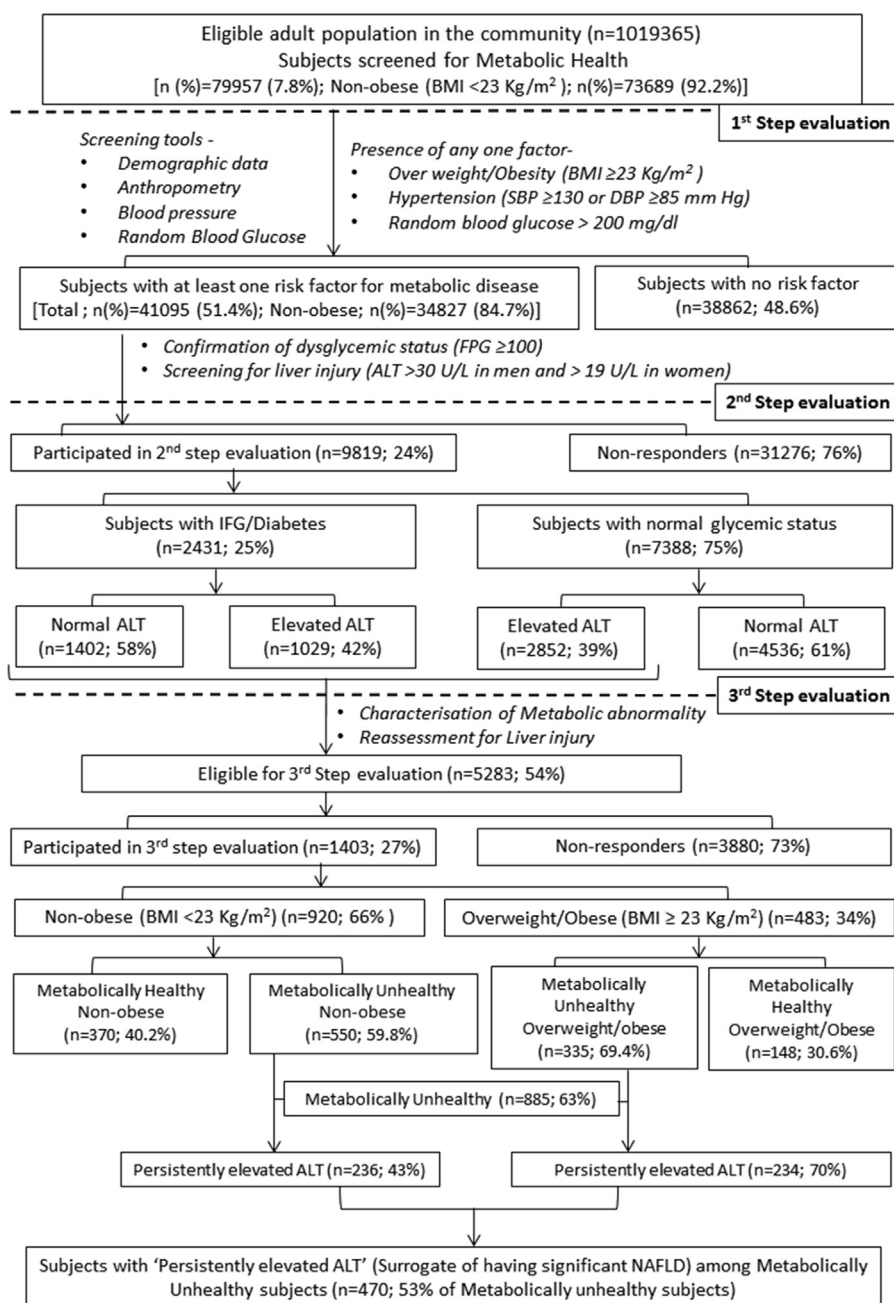 Eligible adult population in the community (n=1019365)
Subjects screened for Metabolic Health
[n (%)=79957 (7.8%); Non-obese (BMI <23 Kg/m²); n(%)=73689 (92.2%)]
1st Step evaluation
Screening tools -
• Demographic data
• Anthropometry
• Blood pressure
• Random Blood Glucose
Presence of any one factor-
• Over weight/Obesity (BMI ≥23 Kg/m²)
• Hypertension (SBP ≥130 or DBP ≥85 mm Hg)
• Random blood glucose > 200 mg/dl
Subjects with at least one risk factor for metabolic disease
[Total ; n(%)=41095 (51.4%); Non-obese; n(%)=34827 (84.7%)]
Subjects with no risk factor
(n=38862; 48.6%)
• Confirmation of dysglycemic status (FPG ≥100)
• Screening for liver injury (ALT >30 U/L in men and > 19 U/L in women)
2nd Step evaluation
Participated in 2nd step evaluation (n=9819; 24%)
Non-responders (n=31276; 76%)
Subjects with IFG/Diabetes
(n=2431; 25%)
Subjects with normal glycemic status
(n=7388; 75%)
Normal ALT
(n=1402; 58%)
Elevated ALT
(n=1029; 42%)
Elevated ALT
(n=2852; 39%)
Normal ALT
(n=4536; 61%)
3rd Step evaluation
• Characterisation of Metabolic abnormality
• Reassessment for Liver injury
Eligible for 3rd Step evaluation (n=5283; 54%)
Participated in 3rd step evaluation (n=1403; 27%)
Non-responders (n=3880; 73%)
Non-obese (BMI <23 Kg/m²) (n=920; 66% )
Overweight/Obese (BMI ≥ 23 Kg/m²) (n=483; 34%)
Metabolically Healthy
Non-obese
(n=370; 40.2%)
Metabolically Unhealthy
Non-obese
(n=550; 59.8%)
Metabolically
Unhealthy
Overweight/obese
(n=335; 69.4%)
Metabolically
Healthy
Overweight/Obese
(n=148; 30.6%)
Metabolically Unhealthy (n=885; 63%)
Persistently elevated ALT (n=236; 43%)
Persistently elevated ALT (n=234; 70%)
Subjects with ‘Persistently elevated ALT’ (Surrogate of having significant NAFLD) among Metabolically
Unhealthy subjects (n=470; 53% of Metabolically unhealthy subjects)